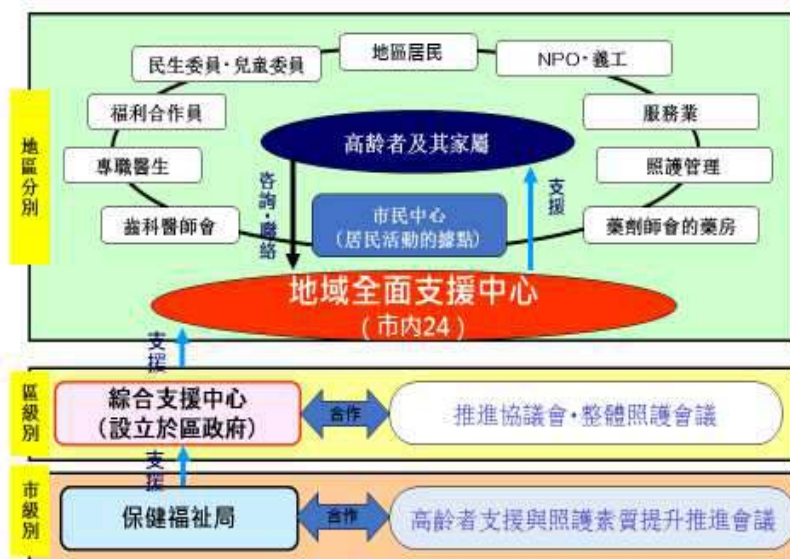 地區分別
地區居民
民生委員·兒童委員
NPO·義工
福利合作員
服務業
高齡者及其家屬
專職醫生
照護管理
咨詢·聯絡
支援
市民中心
(居民活動的據點)
齒科醫師會
藥劑師會的藥房
地域全面支援中心
(市內24)
支援
區級別
綜合支援中心
(設立於區政府)
合作
推進協議會·整體照護會議
支援
市級別
保健福祉局
合作
高齡者支援與照護素質提升推進會議